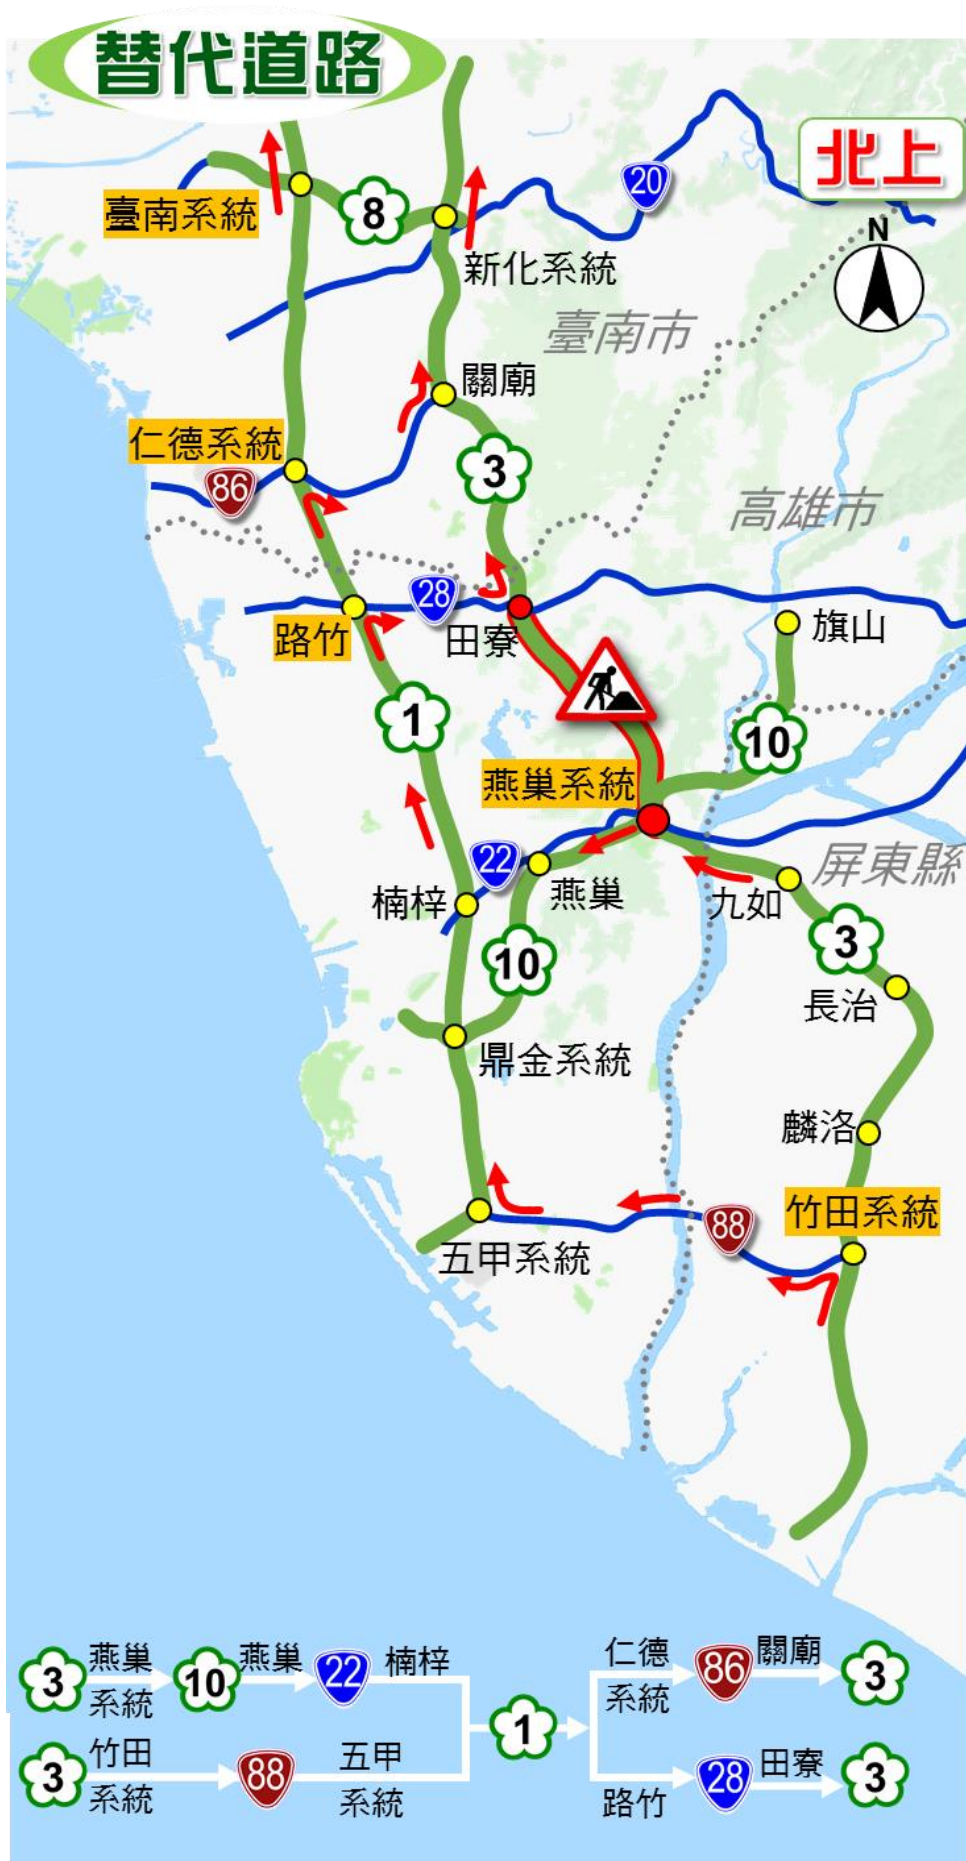 替代道路
北上
N
20
臺南系統
8
新化系統
臺南市
關廟
仁德系統
86
3
高雄市
28
路竹
田寮
旗山
1
10
燕巢系統
22
燕巢
屏東縣
楠梓
九如
3
10
長治
鼎金系統
麟洛
竹田系統
88
五甲系統
3 燕巢系統 10 燕巢 22 楠梓
3 竹田系統 88 五甲系統
1
仁德系統 86 關廟 3
路竹 28 田寮 3